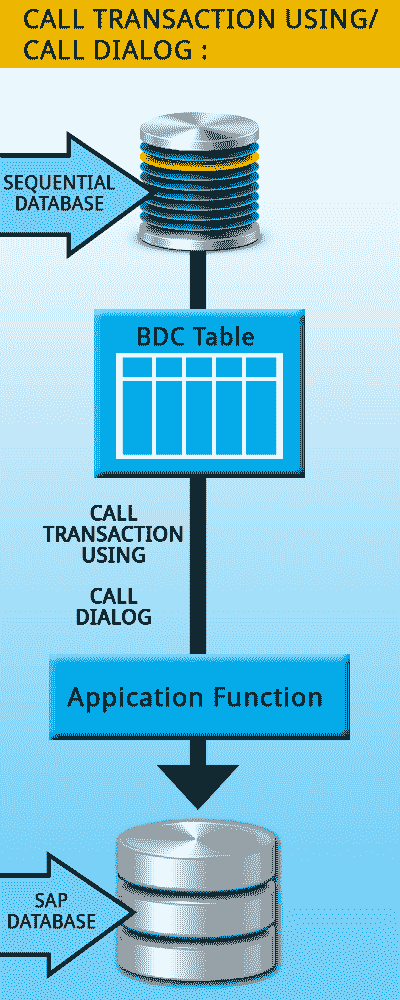 CALL TRANSACTION USING/
CALL DIALOG :
SEQUENTIAL
DATABASE
BDC Table
CALL
TRANSACTION
USING
CALL
DIALOG
Appication Function
SAP
DATABASE